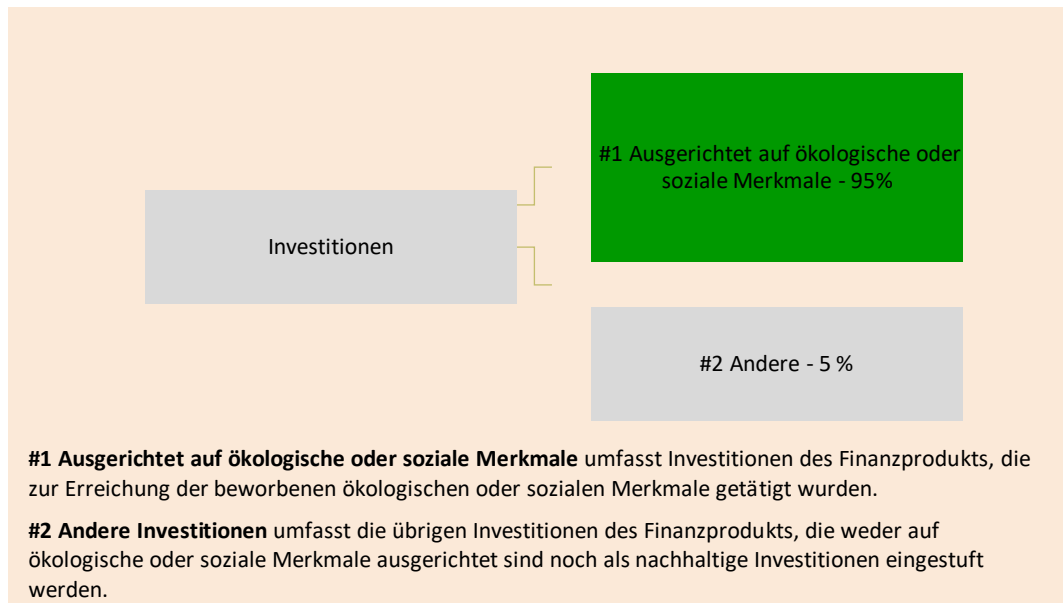 #1 Ausgerichtet auf ökologische oder
soziale Merkmale - 95%
Investitionen
#2 Andere - 5 %
#1 Ausgerichtet auf ökologische oder soziale Merkmale umfasst Investitionen des Finanzprodukts, die
zur Erreichung der beworbenen ökologischen oder sozialen Merkmale getätigt wurden.
#2 Andere Investitionen umfasst die übrigen Investitionen des Finanzprodukts, die weder auf
ökologische oder soziale Merkmale ausgerichtet sind noch als nachhaltige Investitionen eingestuft
werden.